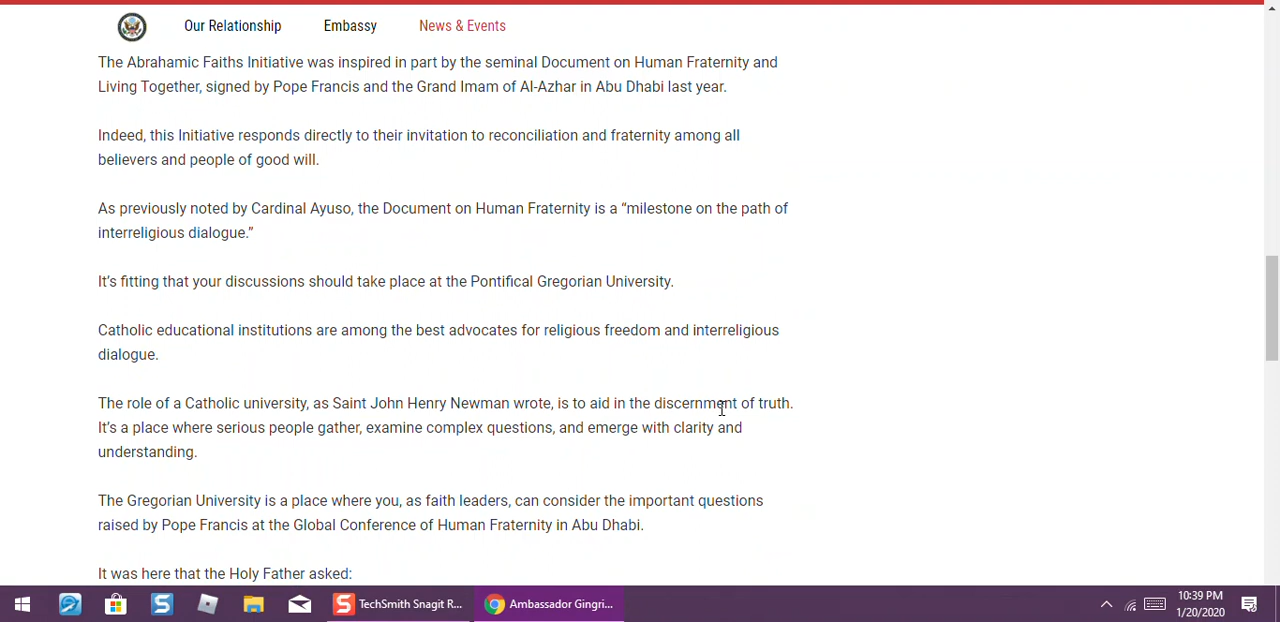 Our Relationship Embassy News & Events
The Abrahamic Faiths Initiative was inspired in part by the seminal Document on Human Fraternity and
Living Together, signed by Pope Francis and the Grand Imam of Al-Azhar in Abu Dhabi last year.
Indeed, this Initiative responds directly to their invitation to reconciliation and fraternity among all
believers and people of good will.
As previously noted by Cardinal Ayuso, the Document on Human Fraternity is a “milestone on the path of
interreligious dialogue.”
It’s fitting that your discussions should take place at the Pontifical Gregorian University.
Catholic educational institutions are among the best advocates for religious freedom and interreligious
dialogue.
The role of a Catholic university, as Saint John Henry Newman wrote, is to aid in the discernment of truth.
It’s a place where serious people gather, examine complex questions, and emerge with clarity and
understanding.
The Gregorian University is a place where you, as faith leaders, can consider the important questions
raised by Pope Francis at the Global Conference of Human Fraternity in Abu Dhabi.
It was here that the Holy Father asked:
TechSmith Snagit R... Ambassador Gingri... 10:39 PM
1/20/2020